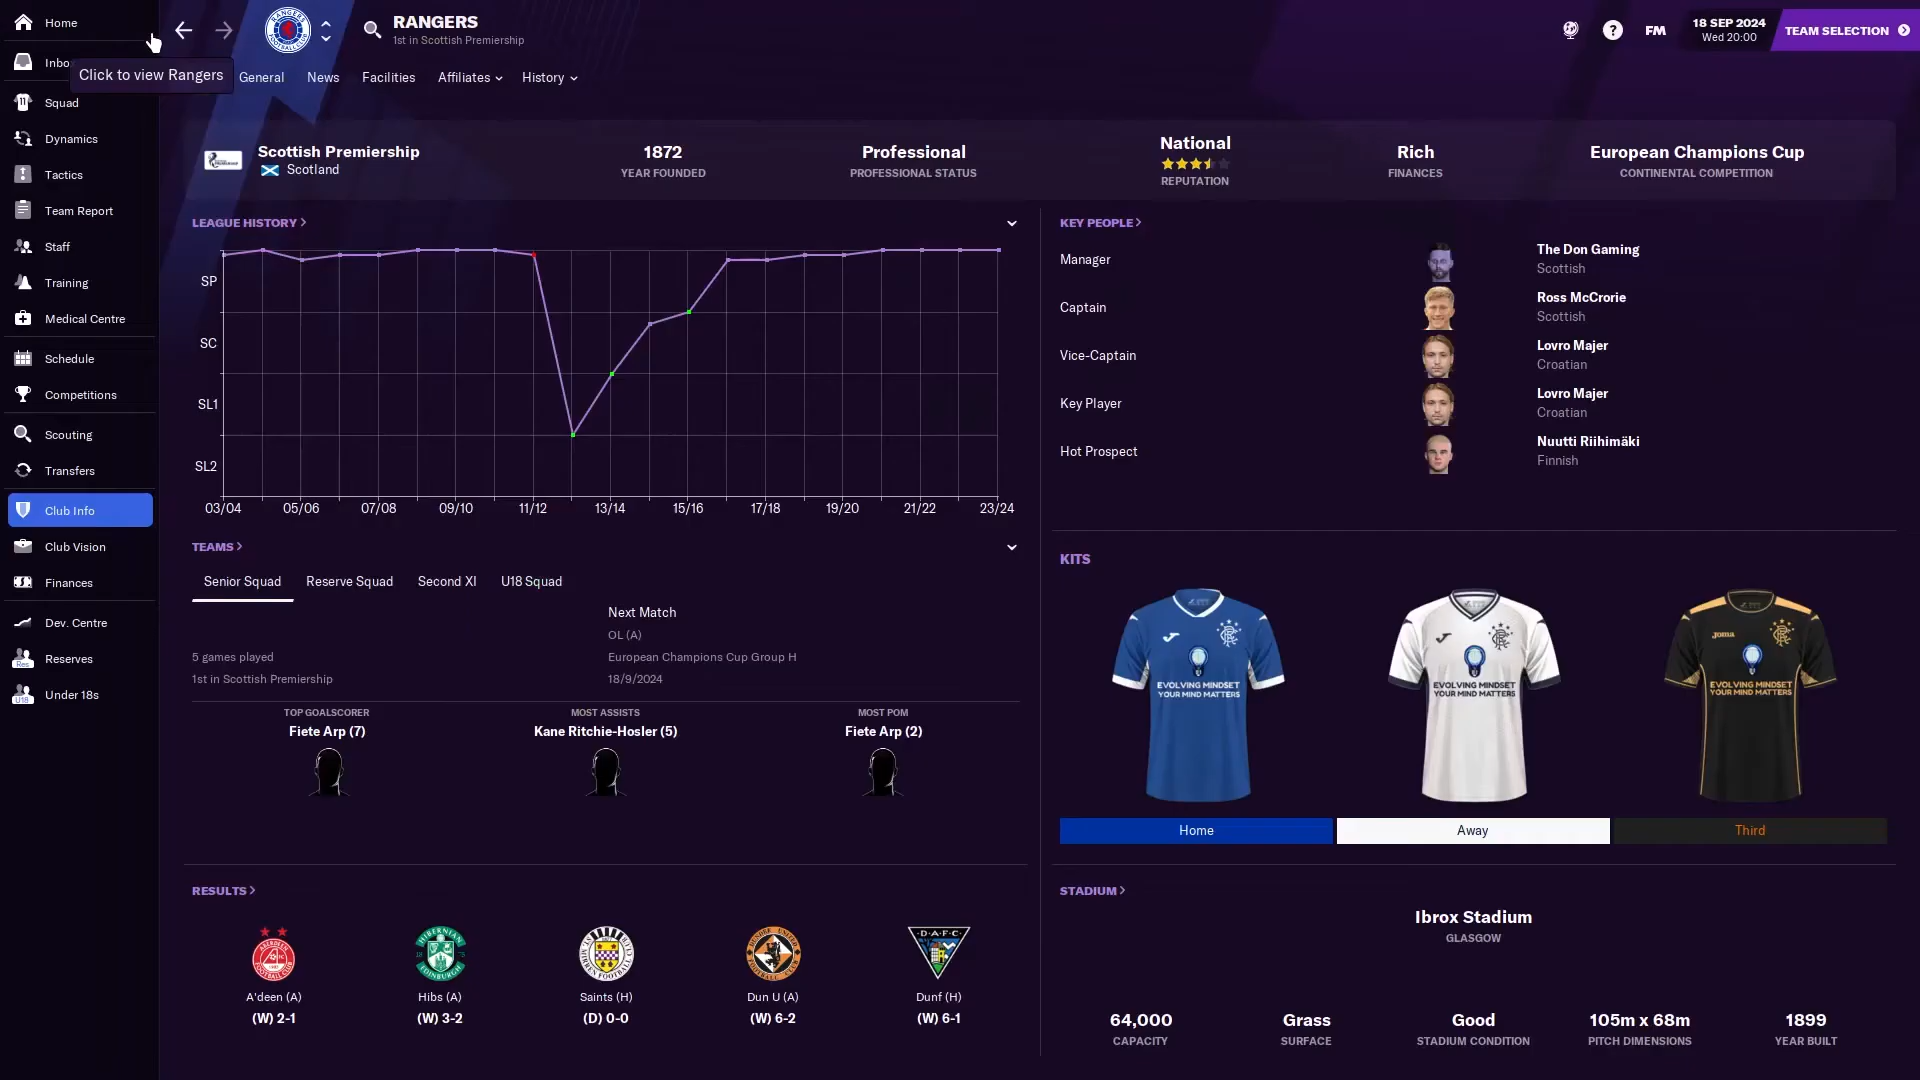 Home
Inbo
Click to view Rangers
Squad
Dynamics
Tactics
Team Report
Staff
Training
Medical Centre
Schedule
Competitions
Scouting
Transfers
Club Info
Club Vision
Finances
Dev. Centre
Res
Reserves
U18
Under 18s
RANGERS
1st in Scottish Premiership
FM
18 SEP 2024
Wed 20:00
TEAM SELECTION
General News Facilities Affiliates History
Scottish Premiership
Scotland
1872
YEAR FOUNDED
Professional
PROFESSIONAL STATUS
National
REPUTATION
Rich
FINANCES
European Champions Cup
CONTINENTAL COMPETITION
LEAGUE HISTORY
SP
SC
SL1
SL2
03/04 05/06 07/08 09/10 11/12 13/14 15/16 17/18 19/20 21/22 23/24
TEAMS
Senior Squad Reserve Squad Second XI U18 Squad
Next Match
OL (A)
5 games played European Champions Cup Group H
1st in Scottish Premiership 18/9/2024
TOP GOALSCORER
Fiete Arp (7)
MOST ASSISTS
Kane Ritchie-Hosler (5)
MOST POM
Fiete Arp (2)
RESULTS
A'deen (A)
(W) 2-1
Hibs (A)
(W) 3-2
Saints (H)
(D) 0-0
Dun U (A)
(W) 6-2
D.A.F.C
Dunf (H)
(W) 6-1
KEY PEOPLE
Manager
The Don Gaming
Scottish
Captain
Ross McCrorie
Scottish
Vice-Captain
Lovro Majer
Croatian
Key Player
Lovro Majer
Croatian
Hot Prospect
Nuutti Riihimäki
Finnish
KITS
EVOLVING MINDSET
YOUR MIND MATTERS
EVOLVING MINDSET
YOUR MIND MATTERS
Joma
EVOLVING MINDSET
YOUR MIND MATTERS
Home
Away
Third
STADIUM
Ibrox Stadium
GLASGOW
64,000
CAPACITY
Grass
SURFACE
Good
STADIUM CONDITION
105m x 68m
PITCH DIMENSIONS
1899
YEAR BUILT